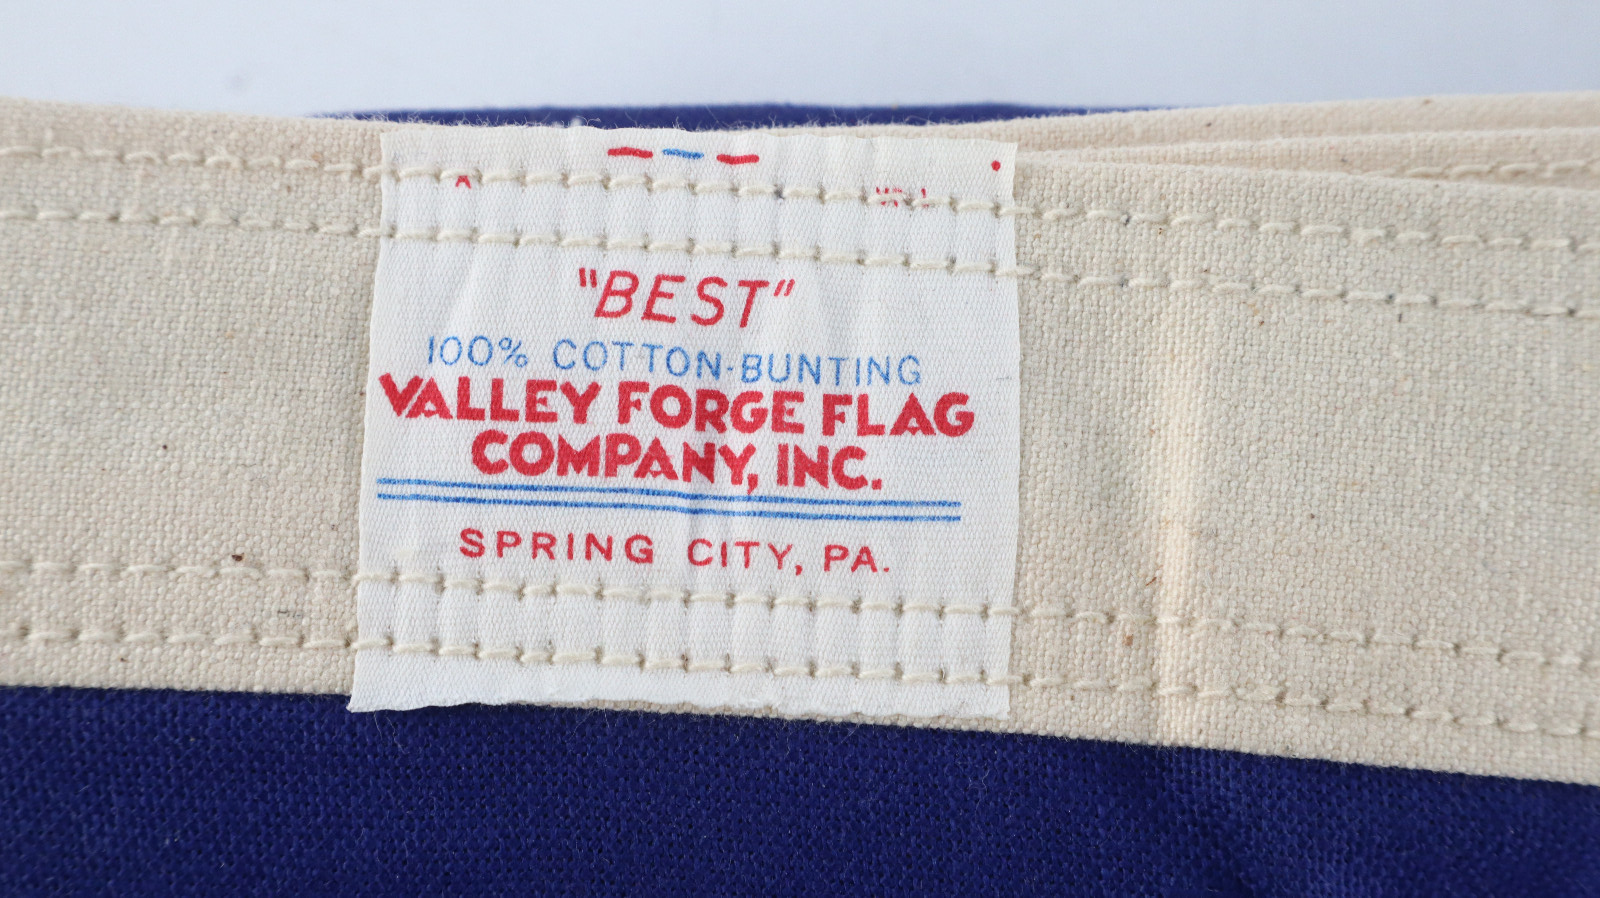 "BEST"
100% COTTON-BUNTING
VALLEY FORGE FLAG
COMPANY, INC.
SPRING CITY, PA.